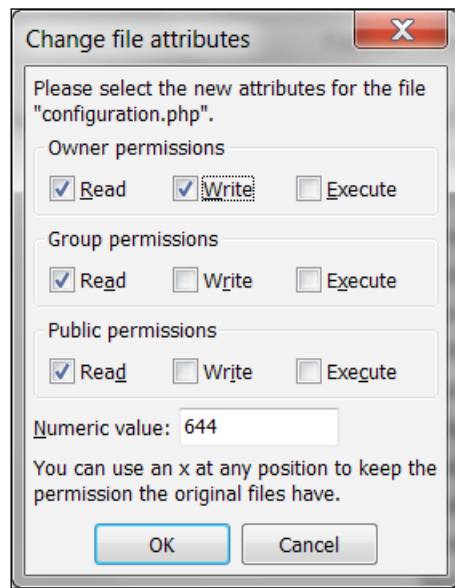 Change file attributes
Please select the new attributes for the file
"configuration.php".
Owner permissions
Read Write Execute
Group permissions
Read Write Execute
Public permissions
Read Write Execute
Numeric value: 644
You can use an x at any position to keep the
permission the original files have.
OK Cancel